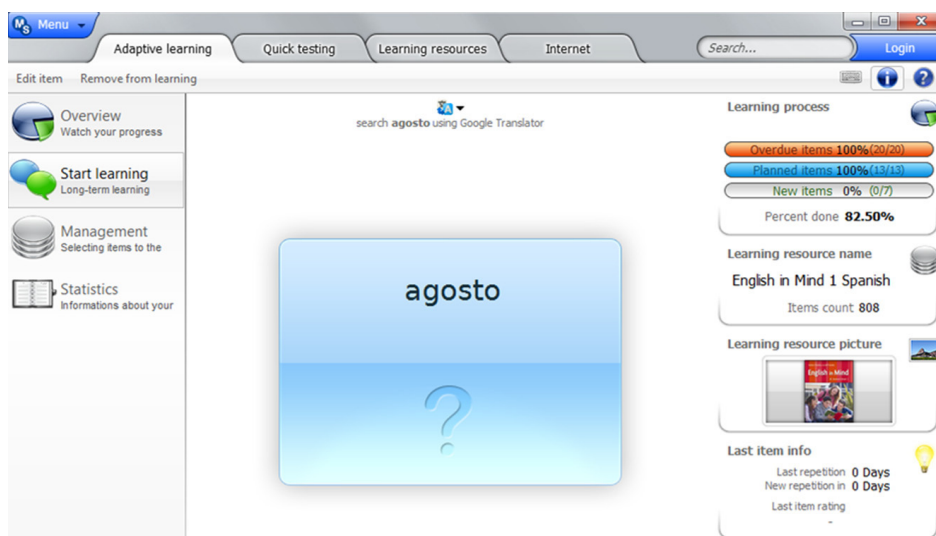 MS Menu
Adaptive learning
Quick testing
Learning resources
Internet
Search...
Login
Edit item
Remove from learning
Overview
Watch your progress
Start learning
Long-term learning
Management
Selecting items to the
Statistics
Informations about your
search agosto using Google Translator
agosto
?
Learning process
Overdue items 100% (20/20)
Planned items 100% (13/13)
New items 0% (0/7)
Percent done 82.50%
Learning resource name
English in Mind 1 Spanish
Items count 808
Learning resource picture
English in Mind
Last item info
Last repetition 0 Days
New repetition in 0 Days
Last item rating
-